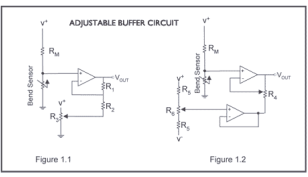 ADJUSTABLE BUFFER CIRCUIT
V+
RM
Bend Sensor
VOUT
R1
R2
V+
R3
Figure 1.1
V+
RM
Bend Sensor
VOUT
R4
V+
R5
R6
R5
V-
Figure 1.2